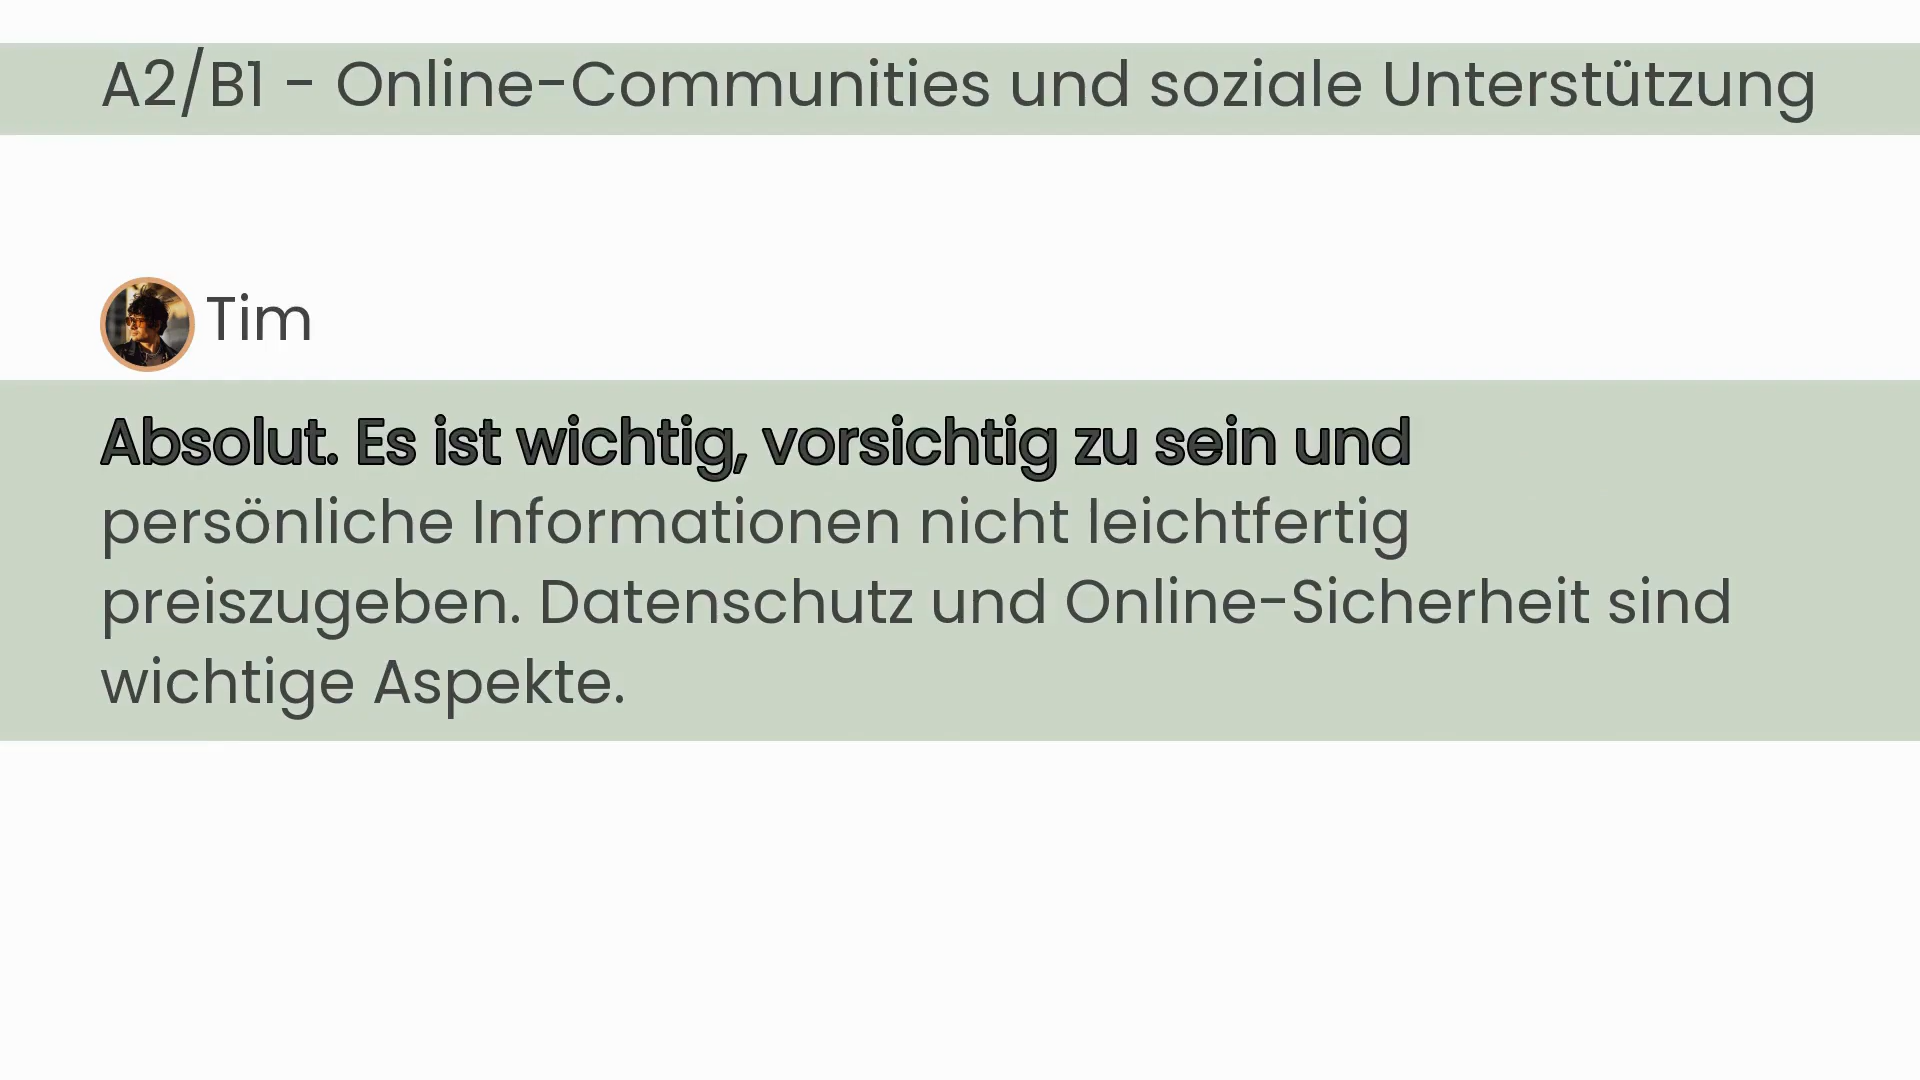 A2/B1 - Online-Communities und soziale Unterstützung
Tim
Absolut. Es ist wichtig, vorsichtig zu sein und
persönliche Informationen nicht leichtfertig
preiszugeben. Datenschutz und Online-Sicherheit sind
wichtige Aspekte.